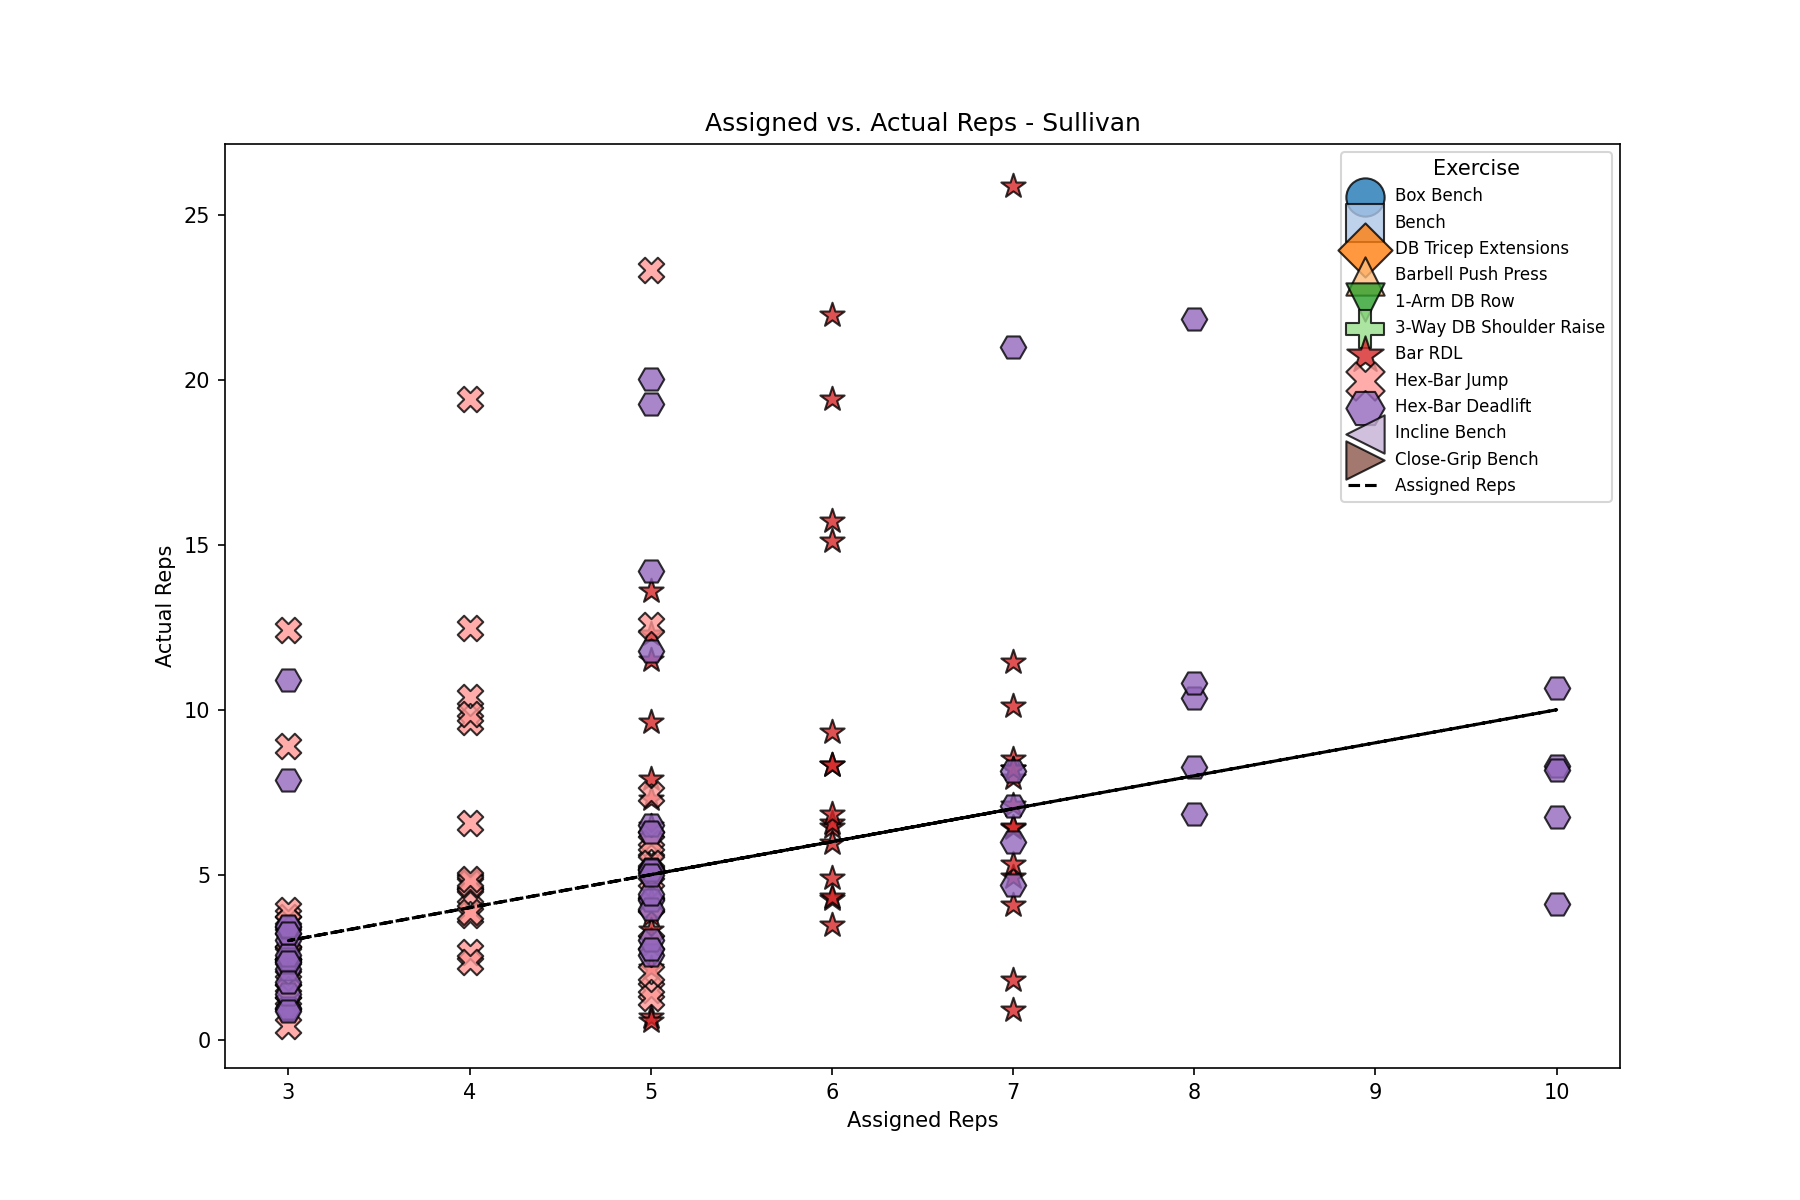 Assigned vs. Actual Reps - Sullivan
Exercise
Box Bench
Bench
DB Tricep Extensions
Barbell Push Press
1-Arm DB Row
3-Way DB Shoulder Raise
Bar RDL
Hex-Bar Jump
Hex-Bar Deadlift
Incline Bench
Close-Grip Bench
Assigned Reps
Actual Reps
25
20
15
10
5
0
3 4 5 6 7 8 9 10
Assigned Reps